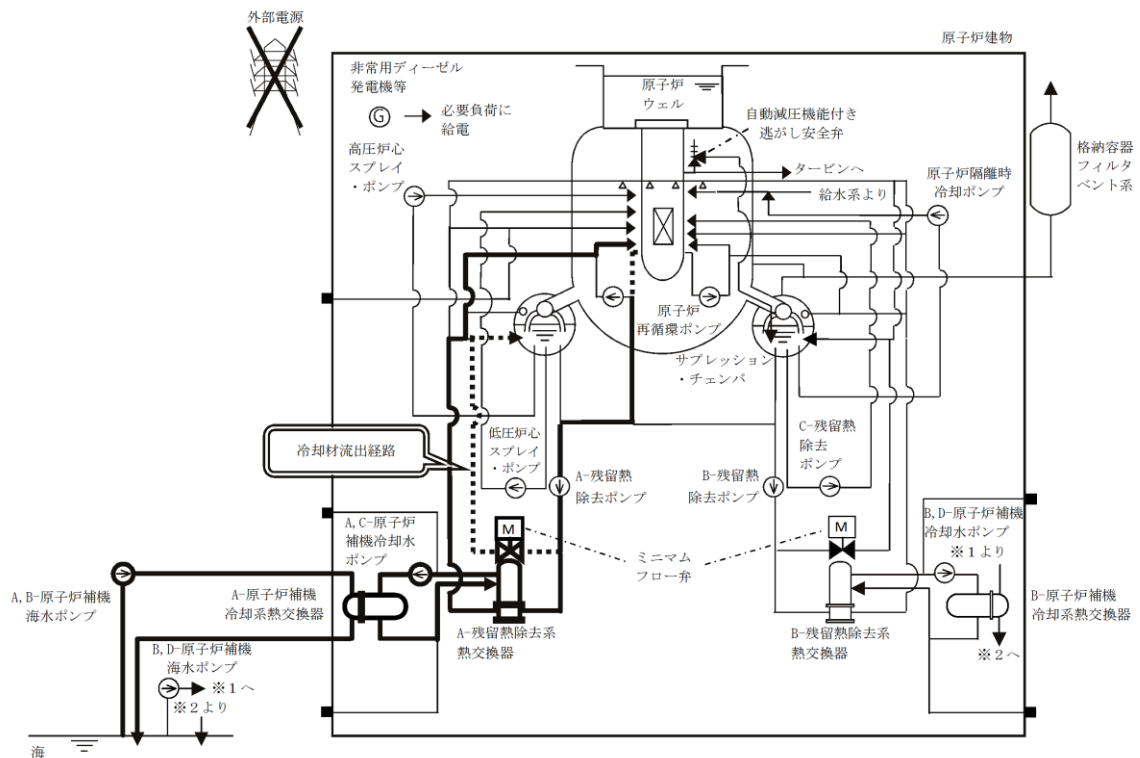 外部電源
原子炉建物
非常用ディーゼル
発電機等
G
必要負荷に
給電
原子炉
ウェル
自動減圧機能付き
逃がし安全弁
高圧炉心
スプレイ
・ポンプ
タービンへ
給水系より
原子炉隔離時
冷却ポンプ
格納容器
フィルタ
ベント系
原子炉
再循環ポンプ
サプレッション
・チェンバ
冷却材流出経路
低圧炉心
スプレイ
・ポンプ
A-残留熱
除去ポンプ
B-残留熱
除去ポンプ
C-残留熱
除去
ポンプ
A,C-原子炉
補機冷却水
ポンプ
M
ミニマム
フロー弁
M
B,D-原子炉補機
冷却水ポンプ
※1より
A,B-原子炉補機
海水ポンプ
A-原子炉補機
冷却系熱交換器
A-残留熱除去系
熱交換器
B-残留熱除去系
熱交換器
B-原子炉補機
冷却系熱交換器
※2へ
B,D-原子炉補機
海水ポンプ
※1へ
※2より
海